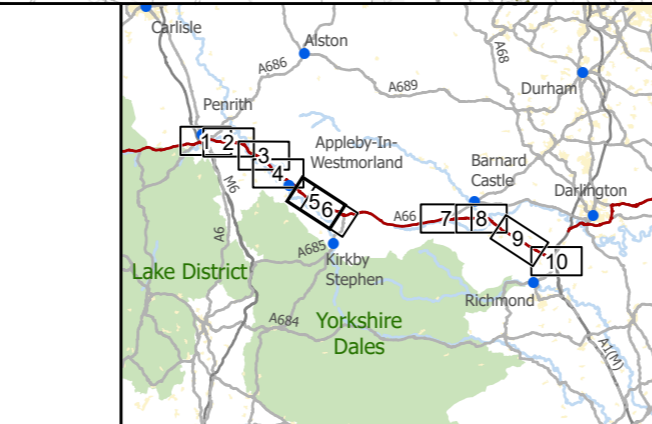 Carlisle
Alston
A68
A686
A689
Durham
Penrith
1
2
3
4
5
6
Appleby-In-
Westmorland
Barnard
Castle
Darlington
M6
A6
A66
7
8
9
10
A685
Kirkby
Stephen
Lake District
Richmond
A684
Yorkshire
Dales
A1(M)